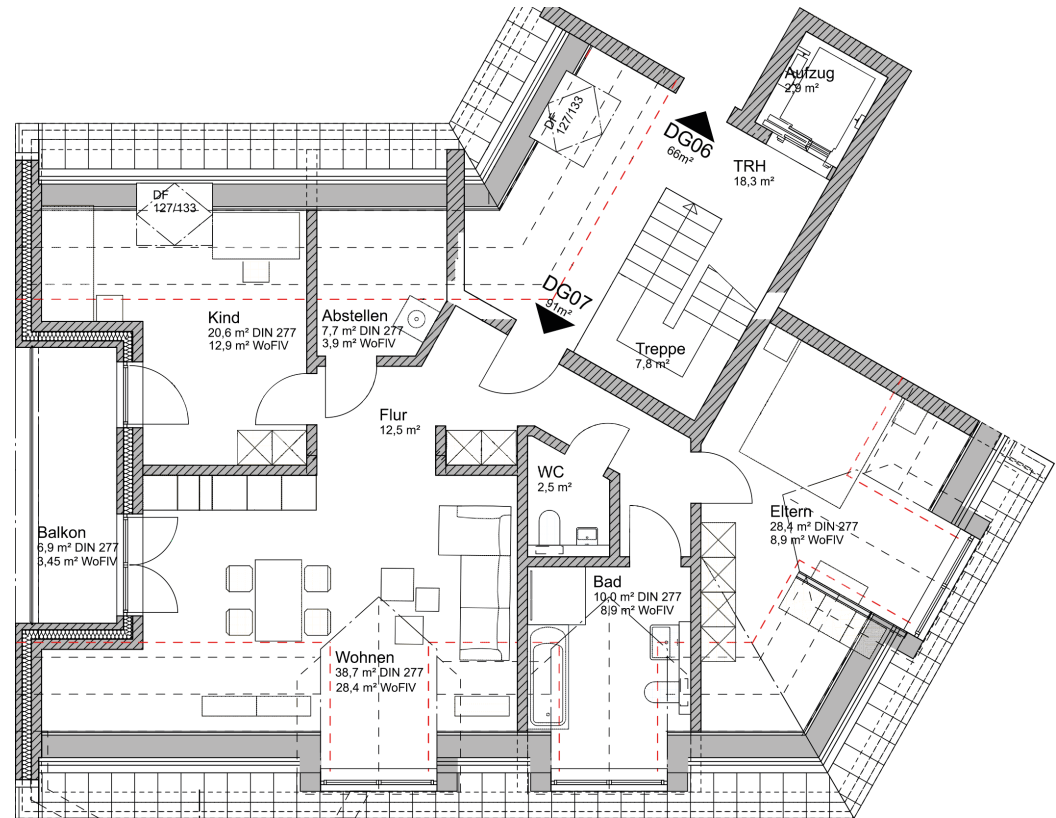 Aufzug
2,9 m²
DF
127/133
DG06
66m²
TRH
18,3 m²
DF
127/133
DG07
91m²
Kind
20,6 m² DIN 277
12,9 m² WoFlV
Abstellen
7,7 m² DIN 277
3,9 m² WoFlV
Treppe
7,8 m²
Flur
12,5 m²
WC
2,5 m²
Balkon
6,9 m² DIN 277
3,45 m² WoFlV
Eltern
28,4 m² DIN 277
8,9 m² WoFlV
Bad
10,0 m² DIN 277
8,9 m² WoFlV
Wohnen
38,7 m² DIN 277
28,4 m² WoFlV